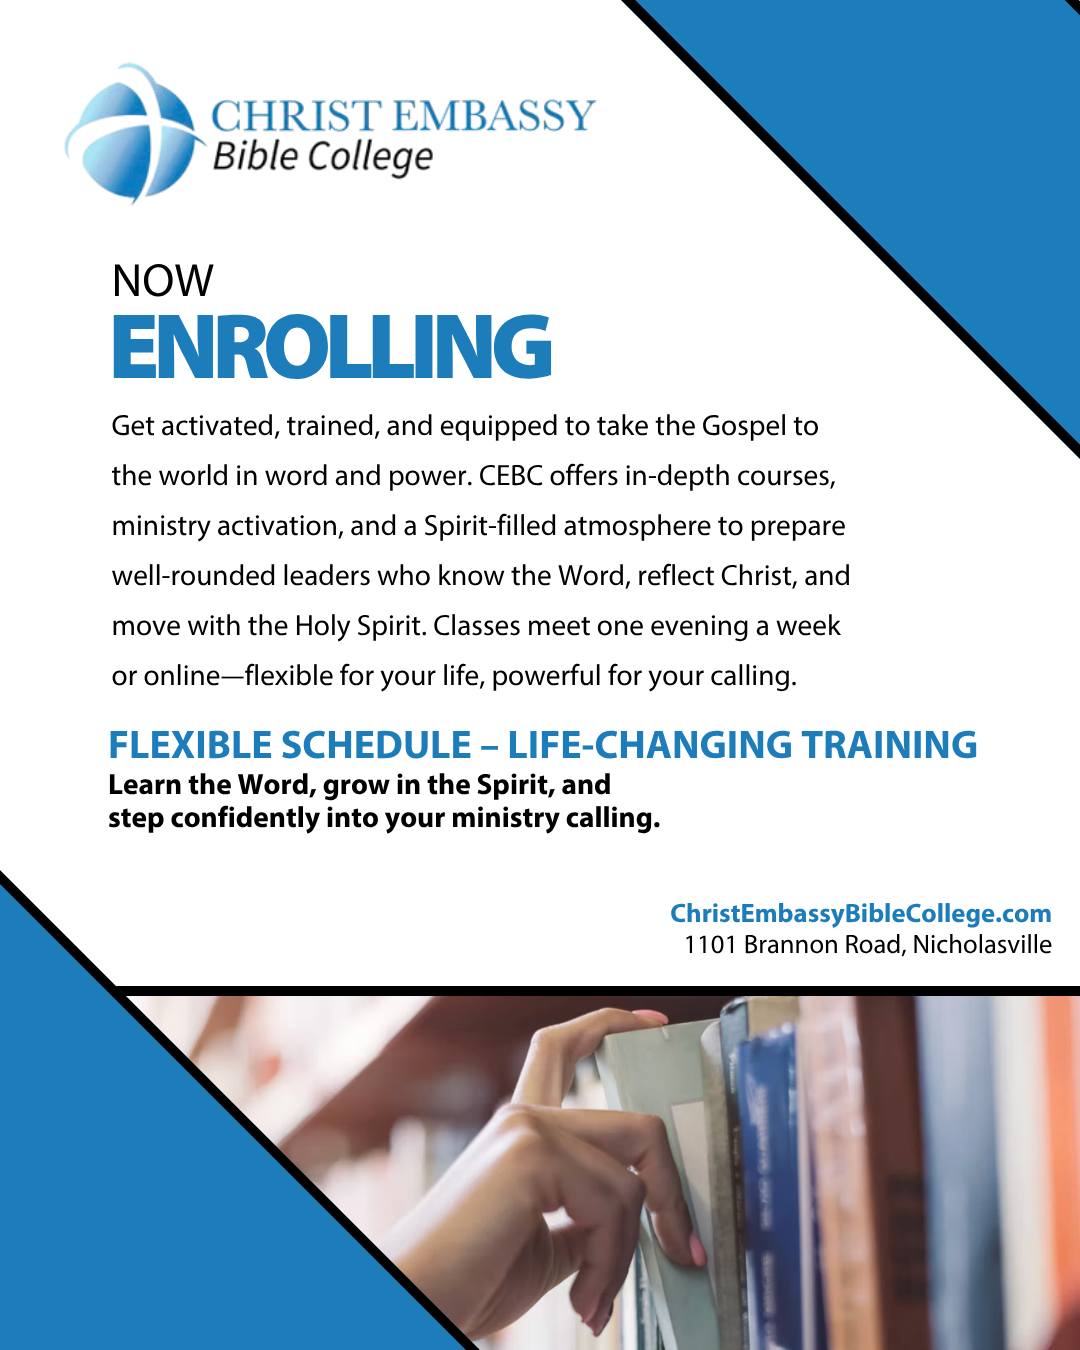 CHRIST EMBASSY
Bible College
NOW
ENROLLING
Get activated, trained, and equipped to take the Gospel to
the world in word and power. CEBC offers in-depth courses,
ministry activation, and a Spirit-filled atmosphere to prepare
well-rounded leaders who know the Word, reflect Christ, and
move with the Holy Spirit. Classes meet one evening a week
or online—flexible for your life, powerful for your calling.
FLEXIBLE SCHEDULE – LIFE-CHANGING TRAINING
Learn the Word, grow in the Spirit, and
step confidently into your ministry calling.
ChristEmbassyBibleCollege.com
1101 Brannon Road, Nicholasville